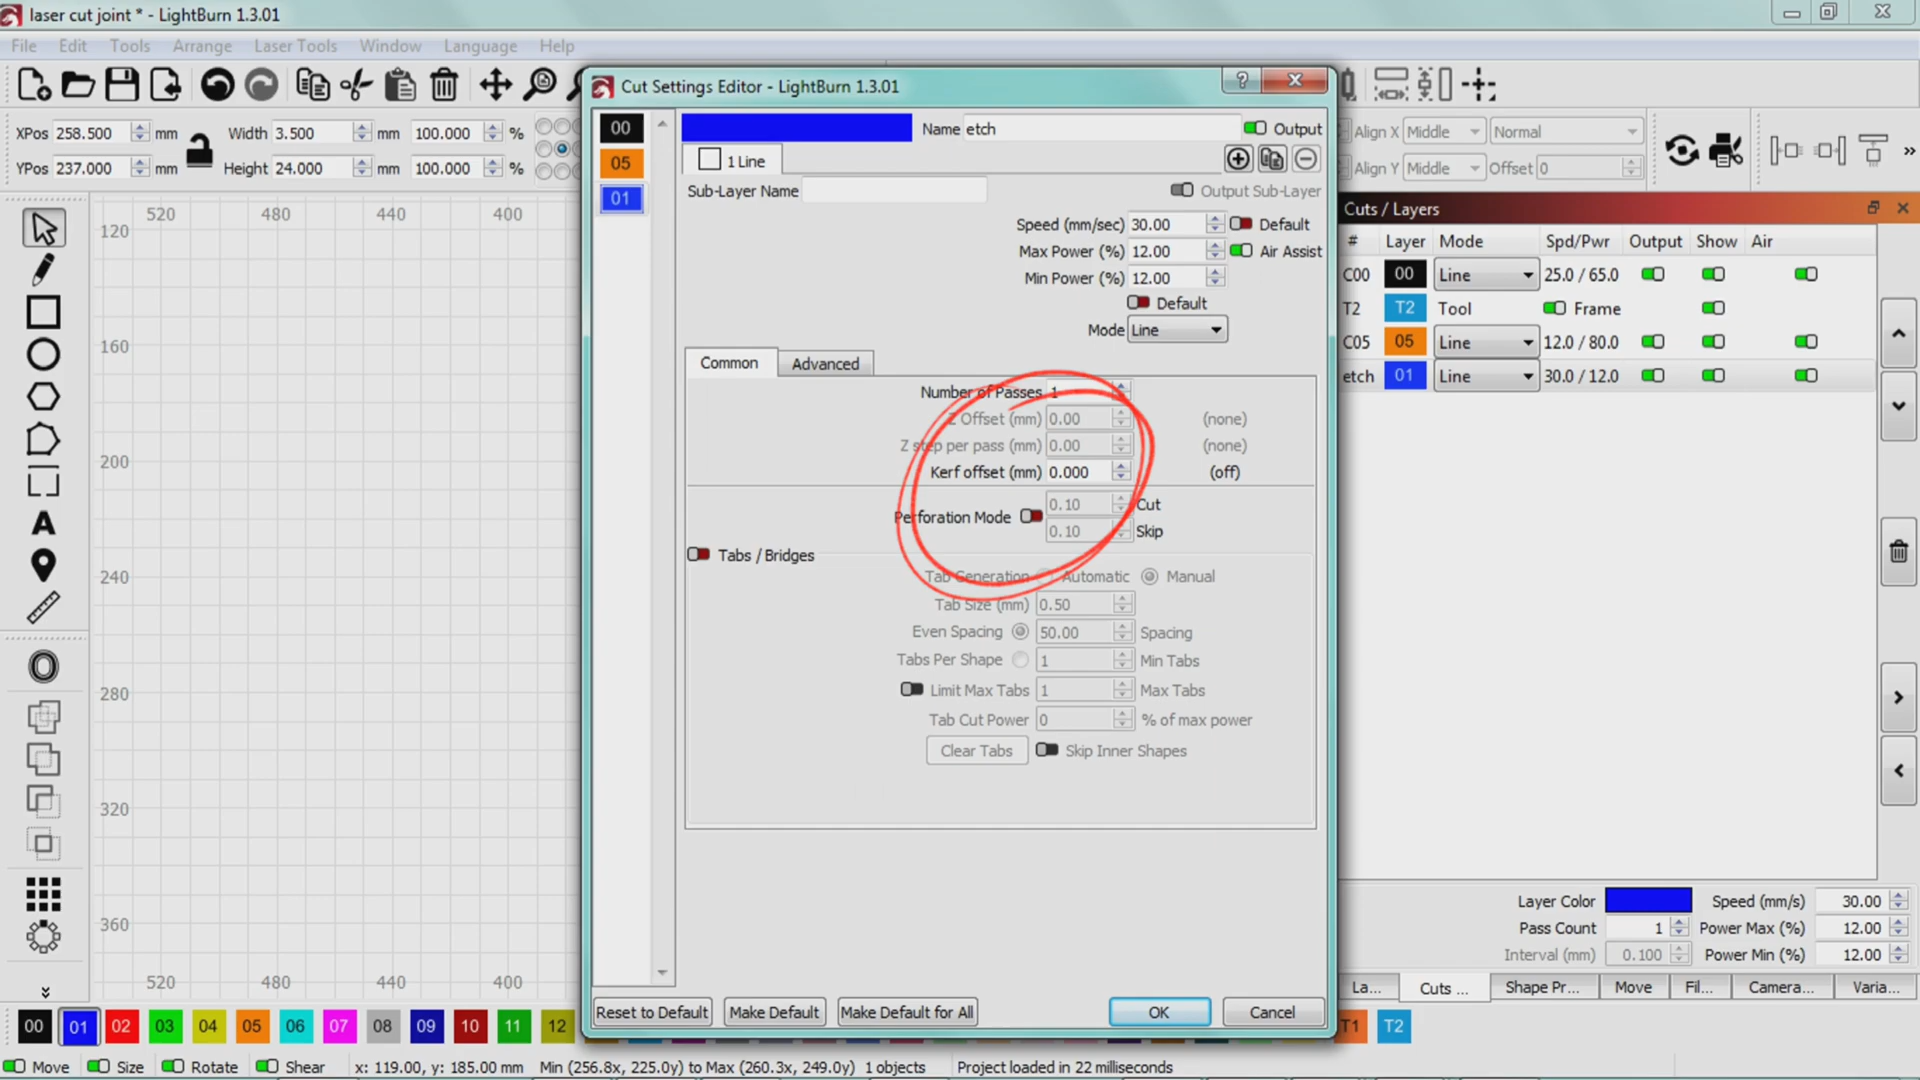 laser cut joint * - LightBurn 1.3.01
File Edit Tools Arrange Laser Tools Window Language Help
XPos 258.500 mm Width 3.500 mm 100.000 %
YPos 237.000 mm Height 24.000 mm 100.000 %
Align X Middle Normal
Align Y Middle Offset 0
520 480 440 400
120
160
200
240
280
320
360
520 480 440 400
Cut Settings Editor - LightBurn 1.3.01
00
05
01
Name etch Output
1 Line
Sub-Layer Name Output Sub-Layer
Speed (mm/sec) 30.00 Default
Max Power (%) 12.00 Air Assist
Min Power (%) 12.00
Default
Mode Line
Common Advanced
Number of Passes 1
Z Offset (mm) 0.00 (none)
Z step per pass (mm) 0.00 (none)
Kerf offset (mm) 0.000 (off)
Perforation Mode 0.10 Cut
0.10 Skip
Tabs / Bridges
Tab Generation Automatic Manual
Tab Size (mm) 0.50
Even Spacing 50.00 Spacing
Tabs Per Shape 1 Min Tabs
Limit Max Tabs 1 Max Tabs
Tab Cut Power 0 % of max power
Clear Tabs Skip Inner Shapes
Reset to Default Make Default Make Default for All OK Cancel
Cuts / Layers
# Layer Mode Spd/Pwr Output Show Air
C00 00 Line 25.0 / 65.0
T2 T2 Tool Frame
C05 05 Line 12.0 / 80.0
etch 01 Line 30.0 / 12.0
Layer Color Speed (mm/s) 30.00
Pass Count 1 Power Max (%) 12.00
Interval (mm) 0.100 Power Min (%) 12.00
La... Cuts ... Shape Pr... Move Fil... Camera... Varia...
00 01 02 03 04 05 06 07 08 09 10 11 12 T1 T2
Move Size Rotate Shear x: 119.00, y: 185.00 mm Min (256.8x, 225.0y) to Max (260.3x, 249.0y) 1 objects Project loaded in 22 milliseconds